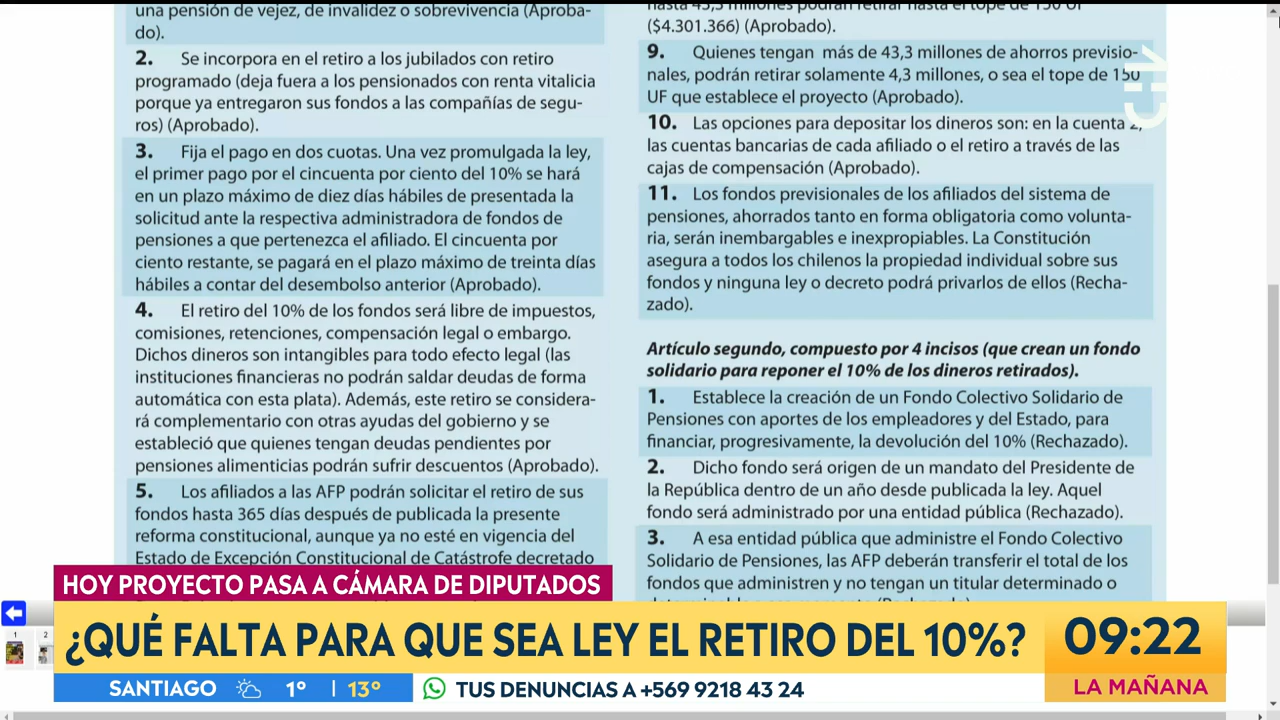 una pensión de vejez, de invalidez o sobrevivencia (Aproba-
do).
2. Se incorpora en el retiro a los jubilados con retiro
programado (deja fuera a los pensionados con renta vitalicia
porque ya entregaron sus fondos a las compañías de segu-
ros) (Aprobado).
3. Fija el pago en dos cuotas. Una vez promulgada la ley,
el primer pago por el cincuenta por ciento del 10% se hará
en un plazo máximo de diez días hábiles de presentada la
solicitud ante la respectiva administradora de fondos de
pensiones a que pertenezca el afiliado. El cincuenta por
ciento restante, se pagará en el plazo máximo de treinta días
hábiles a contar del desembolso anterior (Aprobado).
4. El retiro del 10% de los fondos será libre de impuestos,
comisiones, retenciones, compensación legal o embargo.
Dichos dineros son intangibles para todo efecto legal (las
instituciones financieras no podrán saldar deudas de forma
automática con esta plata). Además, este retiro se considera-
rá complementario con otras ayudas del gobierno y se
estableció que quienes tengan deudas pendientes por
pensiones alimenticias podrán sufrir descuentos (Aprobado).
5. Los afiliados a las AFP podrán solicitar el retiro de sus
fondos hasta 365 días después de publicada la presente
reforma constitucional, aunque ya no esté en vigencia del
Estado de Excepción Constitucional de Catástrofe decretado
hasta 43,3 millones podrán retirar hasta el tope de 150 UF
($4.301.366) (Aprobado).
9. Quienes tengan más de 43,3 millones de ahorros previsio-
nales, podrán retirar solamente 4,3 millones, o sea el tope de 150
UF que establece el proyecto (Aprobado).
10. Las opciones para depositar los dineros son: en la cuenta 2,
las cuentas bancarias de cada afiliado o el retiro a través de las
cajas de compensación (Aprobado).
11. Los fondos previsionales de los afiliados del sistema de
pensiones, ahorrados tanto en forma obligatoria como volunta-
ria, serán inembargables e inexpropiables. La Constitución
asegura a todos los chilenos la propiedad individual sobre sus
fondos y ninguna ley o decreto podrá privarlos de ellos (Recha-
zado).
Artículo segundo, compuesto por 4 incisos (que crean un fondo
solidario para reponer el 10% de los dineros retirados).
1. Establece la creación de un Fondo Colectivo Solidario de
Pensiones con aportes de los empleadores y del Estado, para
financiar, progresivamente, la devolución del 10% (Rechazado).
2. Dicho fondo será origen de un mandato del Presidente de
la República dentro de un año desde publicada la ley. Aquel
fondo será administrado por una entidad pública (Rechazado).
3. A esa entidad pública que administre el Fondo Colectivo
Solidario de Pensiones, las AFP deberán transferir el total de los
fondos que administren y no tengan un titular determinado o
CHV
HOY PROYECTO PASA A CÁMARA DE DIPUTADOS
¿QUÉ FALTA PARA QUE SEA LEY EL RETIRO DEL 10%?
09:22
LA MAÑANA
1 2
SANTIAGO 1° | 13° TUS DENUNCIAS A +569 9218 43 24